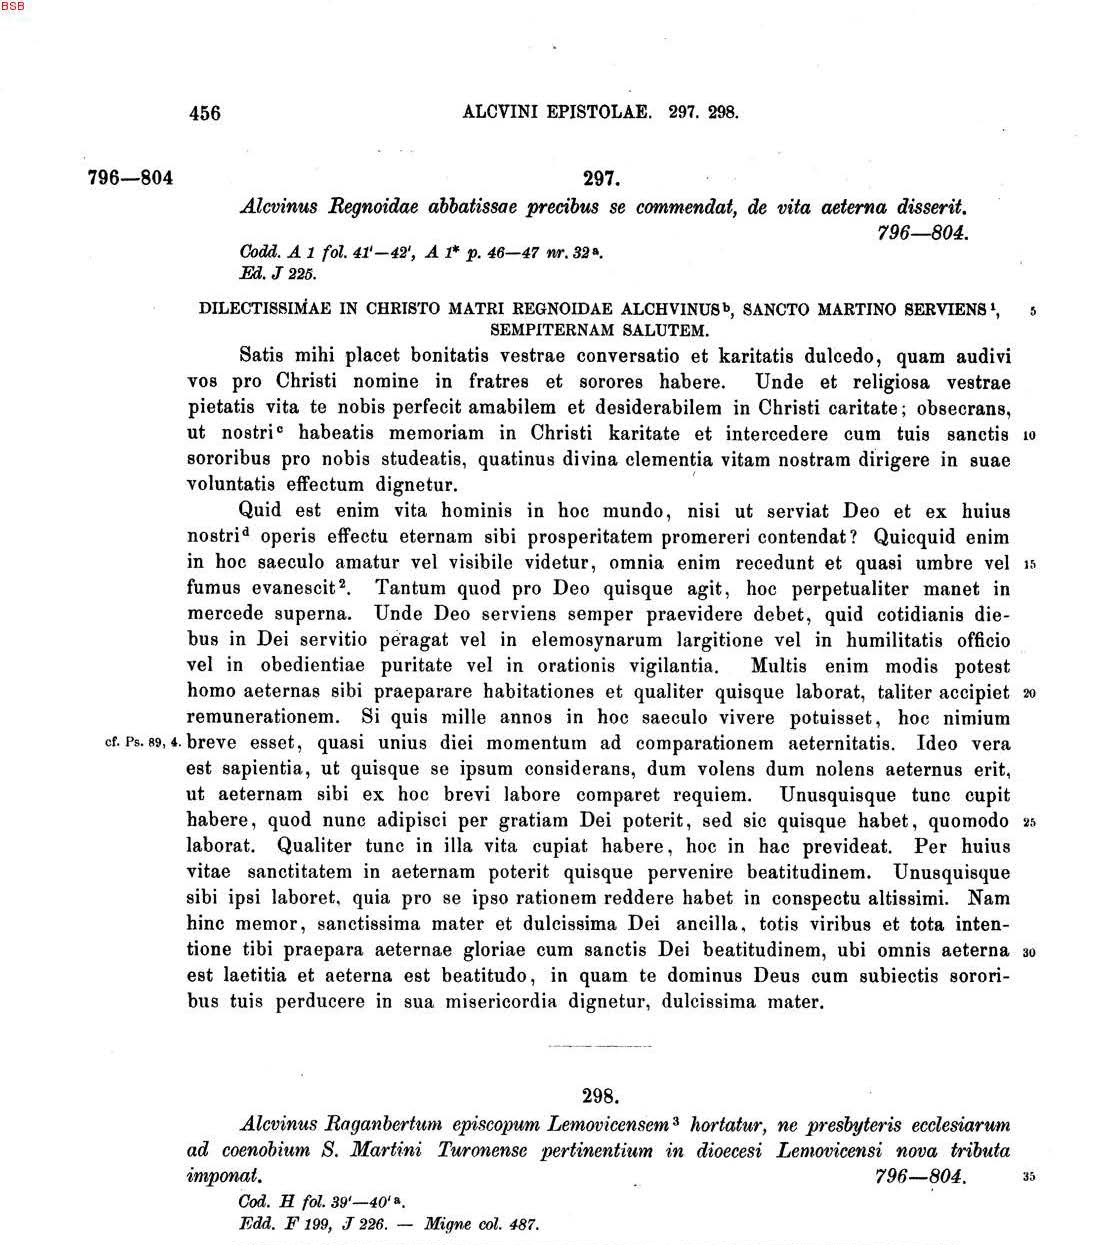 BSB
456 ALCVINI EPISTOLAE. 297. 298.
796—804 297.
Alcvinus Regnoidae abbatissae precibus se commendat, de vita aeterna disserit.
796—804.
Codd. A 1 fol. 41'—42', A 1* p. 46—47 nr. 32ᵃ.
Ed. J 225.
DILECTISSIMAE IN CHRISTO MATRI REGNOIDAE ALCHVINUSᵇ, SANCTO MARTINO SERVIENS¹, 5
SEMPITERNAM SALUTEM.
Satis mihi placet bonitatis vestrae conversatio et karitatis dulcedo, quam audivi
vos pro Christi nomine in fratres et sorores habere. Unde et religiosa vestrae
pietatis vita te nobis perfecit amabilem et desiderabilem in Christi caritate; obsecrans,
ut nostriᶜ habeatis memoriam in Christi karitate et intercedere cum tuis sanctis 10
sororibus pro nobis studeatis, quatinus divina clementia vitam nostram dirigere in suae
voluntatis effectum dignetur.
Quid est enim vita hominis in hoc mundo, nisi ut serviat Deo et ex huius
nostriᵈ operis effectu eternam sibi prosperitatem promereri contendat? Quicquid enim
in hoc saeculo amatur vel visibile videtur, omnia enim recedunt et quasi umbre vel 15
fumus evanescit². Tantum quod pro Deo quisque agit, hoc perpetualiter manet in
mercede superna. Unde Deo serviens semper praevidere debet, quid cotidianis die-
bus in Dei servitio peragat vel in elemosynarum largitione vel in humilitatis officio
vel in obedientiae puritate vel in orationis vigilantia. Multis enim modis potest
homo aeternas sibi praeparare habitationes et qualiter quisque laborat, taliter accipiet 20
remunerationem. Si quis mille annos in hoc saeculo vivere potuisset, hoc nimium
cf. Ps. 89, 4. breve esset, quasi unius diei momentum ad comparationem aeternitatis. Ideo vera
est sapientia, ut quisque se ipsum considerans, dum volens dum nolens aeternus erit,
ut aeternam sibi ex hoc brevi labore comparet requiem. Unusquisque tunc cupit
habere, quod nunc adipisci per gratiam Dei poterit, sed sic quisque habet, quomodo 25
laborat. Qualiter tunc in illa vita cupiat habere, hoc in hac prevideat. Per huius
vitae sanctitatem in aeternam poterit quisque pervenire beatitudinem. Unusquisque
sibi ipsi laboret, quia pro se ipso rationem reddere habet in conspectu altissimi. Nam
hinc memor, sanctissima mater et dulcissima Dei ancilla, totis viribus et tota inten-
tione tibi praepara aeternae gloriae cum sanctis Dei beatitudinem, ubi omnis aeterna 30
est laetitia et aeterna est beatitudo, in quam te dominus Deus cum subiectis sorori-
bus tuis perducere in sua misericordia dignetur, dulcissima mater.
298.
Alcvinus Raganbertum episcopum Lemovicensem³ hortatur, ne presbyteris ecclesiarum
ad coenobium S. Martini Turonense pertinentium in dioecesi Lemovicensi nova tributa
imponat. 796—804. 35
Cod. H fol. 39'—40'ᵃ.
Edd. F 199, J 226. — Migne col. 487.